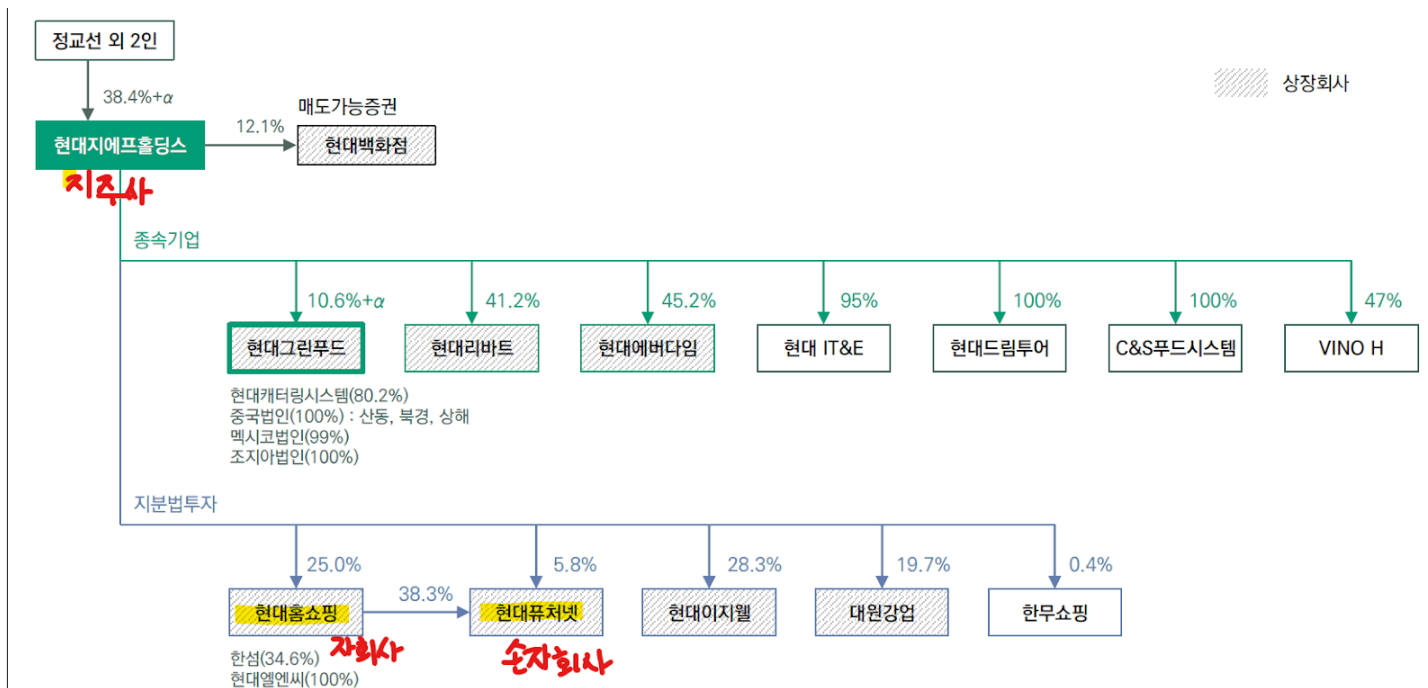 정교선 외 2인
38.4%+α
상장회사
매도가능증권
현대지에프홀딩스
12.1%
현대백화점
지주사
종속기업
10.6%+α
41.2%
45.2%
95%
100%
100%
47%
현대그린푸드
현대리바트
현대에버다임
현대 IT&E
현대드림투어
C&S푸드시스템
VINO H
현대캐터링시스템(80.2%)
중국법인(100%) : 산동, 북경, 상해
멕시코법인(99%)
조지아법인(100%)
지분법투자
25.0%
5.8%
28.3%
19.7%
0.4%
현대홈쇼핑
38.3%
현대퓨처넷
현대이지웰
대원강업
한무쇼핑
자회사
손자회사
한섬(34.6%)
현대엘엔씨(100%)